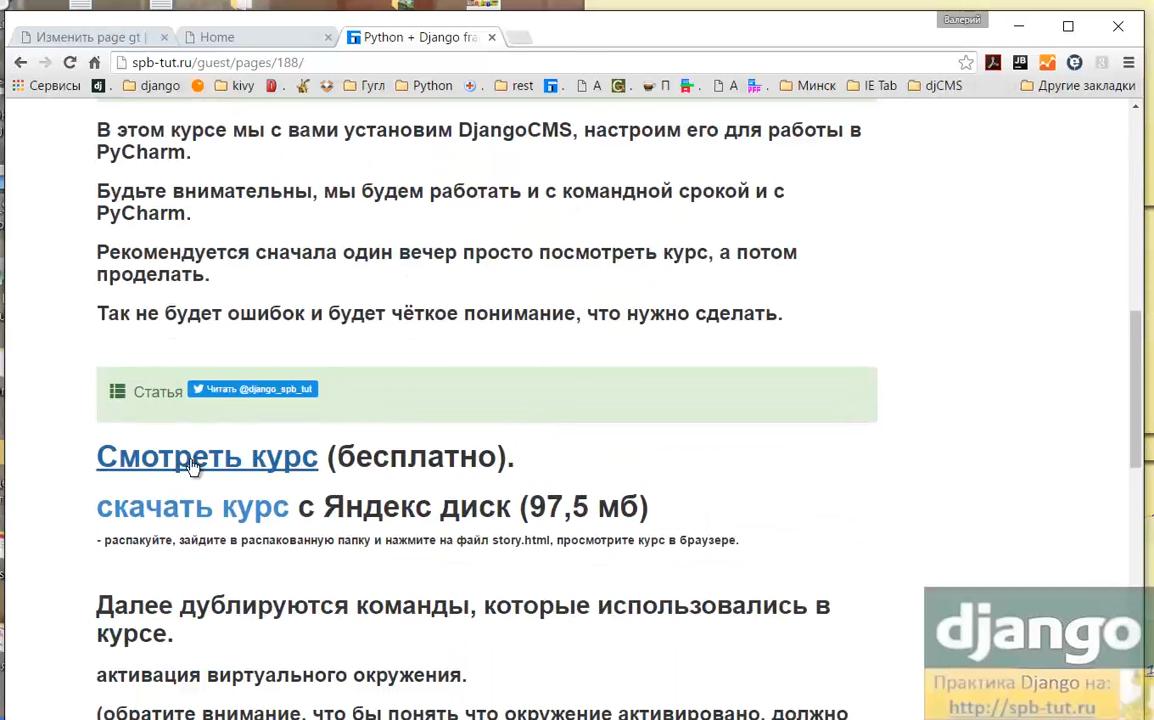 Валерий
Изменить page gt
Home
Python + Django fra
spb-tut.ru/guest/pages/188/
Сервисы dj . django kivy . Гугл Python . rest . А . П . А . Минск IE Tab djCMS Другие закладки
В этом курсе мы с вами установим DjangoCMS, настроим его для работы в
PyCharm.
Будьте внимательны, мы будем работать и с командной срокой и с
PyCharm.
Рекомендуется сначала один вечер просто посмотреть курс, а потом
проделать.
Так не будет ошибок и будет чёткое понимание, что нужно сделать.
Статья Читать @django_spb_tut
Смотреть курс (бесплатно).
скачать курс с Яндекс диск (97,5 мб)
- распакуйте, зайдите в распакованную папку и нажмите на файл story.html, просмотрите курс в браузере.
Далее дублируются команды, которые использовались в
курсе.
активация виртуального окружения.
(обратите внимание, что бы понять что окружение активировано, должно
django
Практика Django на:
http://spb-tut.ru